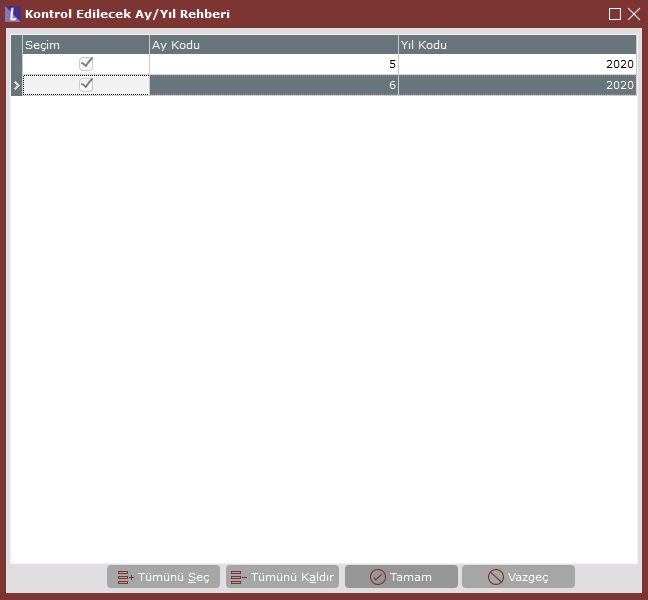 Kontrol Edilecek Ay/Yıl Rehberi
Seçim Ay Kodu Yıl Kodu
5 2020
6 2020
Tümünü Seç Tümünü Kaldır Tamam Vazgeç